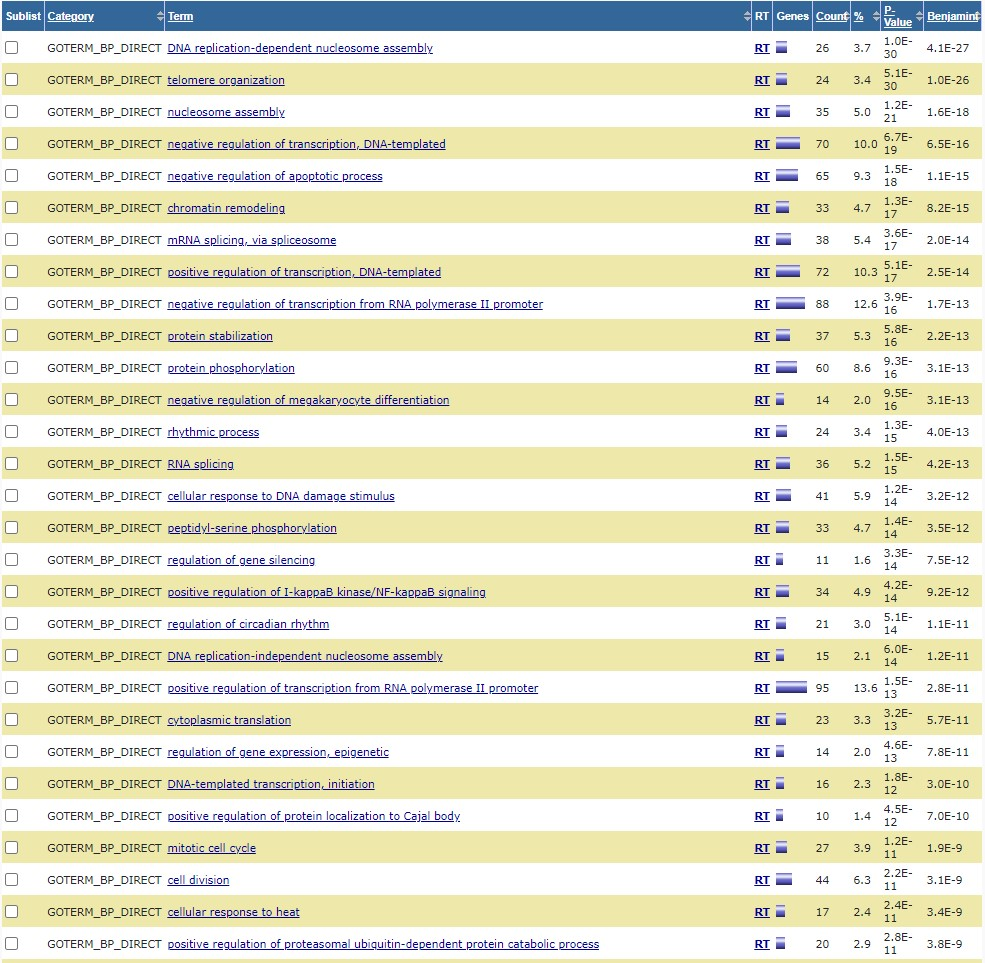 Sublist Category Term RT Genes Count % P-Value Benjamini
GOTERM_BP_DIRECT DNA replication-dependent nucleosome assembly RT 26 3.7 1.0E-30 4.1E-27
GOTERM_BP_DIRECT telomere organization RT 24 3.4 5.1E-30 1.0E-26
GOTERM_BP_DIRECT nucleosome assembly RT 35 5.0 1.2E-21 1.6E-18
GOTERM_BP_DIRECT negative regulation of transcription, DNA-templated RT 70 10.0 6.7E-19 6.5E-16
GOTERM_BP_DIRECT negative regulation of apoptotic process RT 65 9.3 1.5E-18 1.1E-15
GOTERM_BP_DIRECT chromatin remodeling RT 33 4.7 1.3E-17 8.2E-15
GOTERM_BP_DIRECT mRNA splicing, via spliceosome RT 38 5.4 3.6E-17 2.0E-14
GOTERM_BP_DIRECT positive regulation of transcription, DNA-templated RT 72 10.3 5.1E-17 2.5E-14
GOTERM_BP_DIRECT negative regulation of transcription from RNA polymerase II promoter RT 88 12.6 3.9E-16 1.7E-13
GOTERM_BP_DIRECT protein stabilization RT 37 5.3 5.8E-16 2.2E-13
GOTERM_BP_DIRECT protein phosphorylation RT 60 8.6 9.3E-16 3.1E-13
GOTERM_BP_DIRECT negative regulation of megakaryocyte differentiation RT 14 2.0 9.5E-16 3.1E-13
GOTERM_BP_DIRECT rhythmic process RT 24 3.4 1.3E-15 4.0E-13
GOTERM_BP_DIRECT RNA splicing RT 36 5.2 1.5E-15 4.2E-13
GOTERM_BP_DIRECT cellular response to DNA damage stimulus RT 41 5.9 1.2E-14 3.2E-12
GOTERM_BP_DIRECT peptidyl-serine phosphorylation RT 33 4.7 1.4E-14 3.5E-12
GOTERM_BP_DIRECT regulation of gene silencing RT 11 1.6 3.3E-14 7.5E-12
GOTERM_BP_DIRECT positive regulation of I-kappaB kinase/NF-kappaB signaling RT 34 4.9 4.2E-14 9.2E-12
GOTERM_BP_DIRECT regulation of circadian rhythm RT 21 3.0 5.1E-14 1.1E-11
GOTERM_BP_DIRECT DNA replication-independent nucleosome assembly RT 15 2.1 6.0E-14 1.2E-11
GOTERM_BP_DIRECT positive regulation of transcription from RNA polymerase II promoter RT 95 13.6 1.5E-13 2.8E-11
GOTERM_BP_DIRECT cytoplasmic translation RT 23 3.3 3.2E-13 5.7E-11
GOTERM_BP_DIRECT regulation of gene expression, epigenetic RT 14 2.0 4.6E-13 7.8E-11
GOTERM_BP_DIRECT DNA-templated transcription, initiation RT 16 2.3 1.8E-12 3.0E-10
GOTERM_BP_DIRECT positive regulation of protein localization to Cajal body RT 10 1.4 4.5E-12 7.0E-10
GOTERM_BP_DIRECT mitotic cell cycle RT 27 3.9 1.2E-11 1.9E-9
GOTERM_BP_DIRECT cell division RT 44 6.3 2.2E-11 3.1E-9
GOTERM_BP_DIRECT cellular response to heat RT 17 2.4 2.4E-11 3.4E-9
GOTERM_BP_DIRECT positive regulation of proteasomal ubiquitin-dependent protein catabolic process RT 20 2.9 2.8E-11 3.8E-9